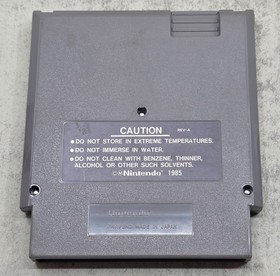 CAUTION REV-A
●DO NOT STORE IN EXTREME TEMPERATURES.
●DO NOT IMMERSE IN WATER.
●DO NOT CLEAN WITH BENZENE, THINNER,
ALCOHOL OR OTHER SUCH SOLVENTS.
©/M Nintendo® 1985
Nintendo